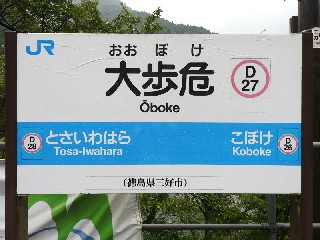 JR
おおぼけ
大歩危
Ōboke
D
27
D
28
とさいわはら
Tosa-Iwahara
こぼけ
Koboke
D
26
(徳島県三好市)